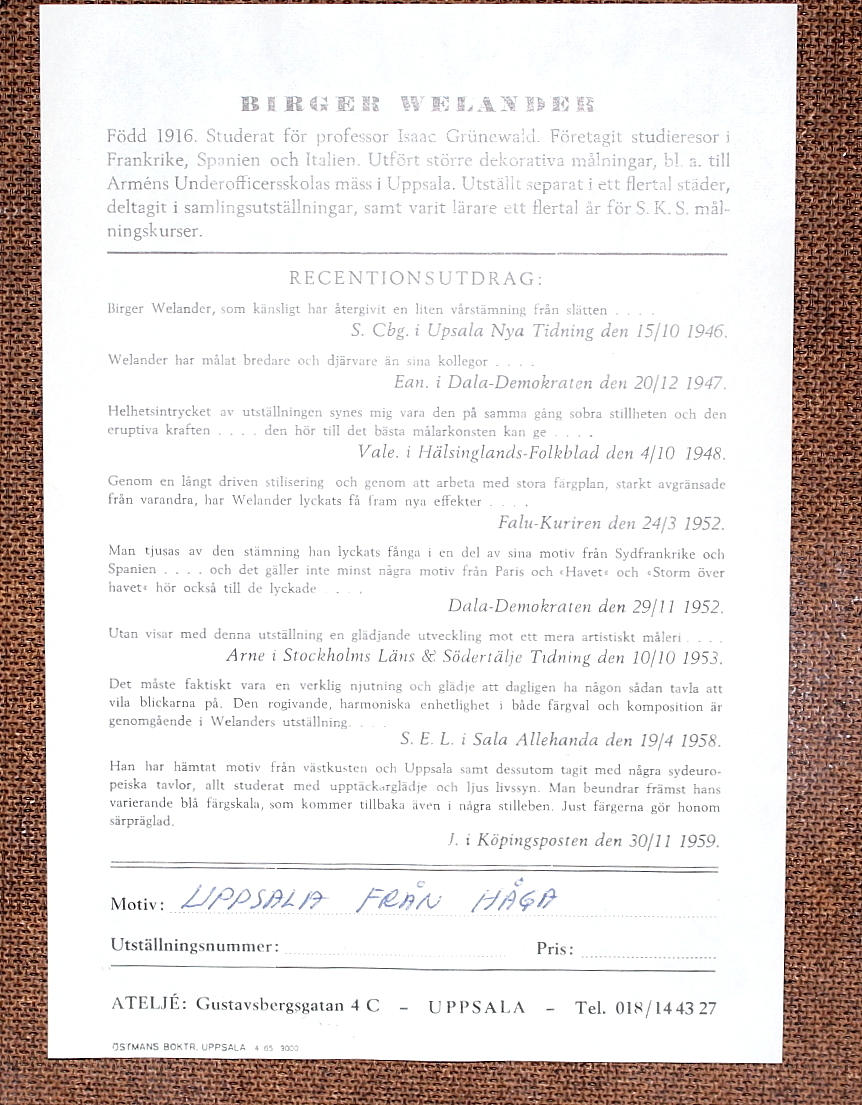 BIRGER WELANDER
Född 1916. Studerat för professor Isaac Grünewald. Företagit studieresor i
Frankrike, Spanien och Italien. Utfört större dekorativa målningar, bl. a. till
Arméns Underofficersskolas mäss i Uppsala. Utställt separat i ett flertal städer,
deltagit i samlingsutställningar, samt varit lärare ett flertal år för S. K. S. mål-
ningskurser.
RECENTIONSUTDRAG:
Birger Welander, som känsligt har återgivit en liten vårstämning från slätten . . . .
S. Cbg. i Upsala Nya Tidning den 15/10 1946.
Welander har målat bredare och djärvare än sina kollegor . . . .
Ean. i Dala-Demokraten den 20/12 1947.
Helhetsintrycket av utställningen synes mig vara den på samma gång sobra stillheten och den
eruptiva kraften . . . . den hör till det bästa målarkonsten kan ge . . . .
Vale. i Hälsinglands-Folkblad den 4/10 1948.
Genom en långt driven stilisering och genom att arbeta med stora färgplan, starkt avgränsade
från varandra, har Welander lyckats få fram nya effekter . . . .
Falu-Kuriren den 24/3 1952.
Man tjusas av den stämning han lyckats fånga i en del av sina motiv från Sydfrankrike och
Spanien . . . . och det gäller inte minst några motiv från Paris och «Havet« och «Storm över
havet« hör också till de lyckade . . . .
Dala-Demokraten den 29/11 1952.
Utan visar med denna utställning en glädjande utveckling mot ett mera artistiskt måleri . . . .
Arne i Stockholms Läns & Södertälje Tidning den 10/10 1953.
Det måste faktiskt vara en verklig njutning och glädje att dagligen ha någon sådan tavla att
vila blickarna på. Den rogivande, harmoniska enhetlighet i både färgval och komposition är
genomgående i Welanders utställning. . . .
S. E. L. i Sala Allehanda den 19/4 1958.
Han har hämtat motiv från västkusten och Uppsala samt dessutom tagit med några sydeuro-
peiska tavlor, allt studerat med upptäckarglädje och ljus livssyn. Man beundrar främst hans
varierande blå färgskala, som kommer tillbaka även i några stilleben. Just färgerna gör honom
särpräglad.
J. i Köpingsposten den 30/11 1959.
Motiv: UPPSALA FRÅN HÅGA
Utställningsnummer: Pris:
ATELJÉ: Gustavsbergsgatan 4 C – UPPSALA – Tel. 018/14 43 27
ÖSTMANS BOKTR. UPPSALA 4 65 3000